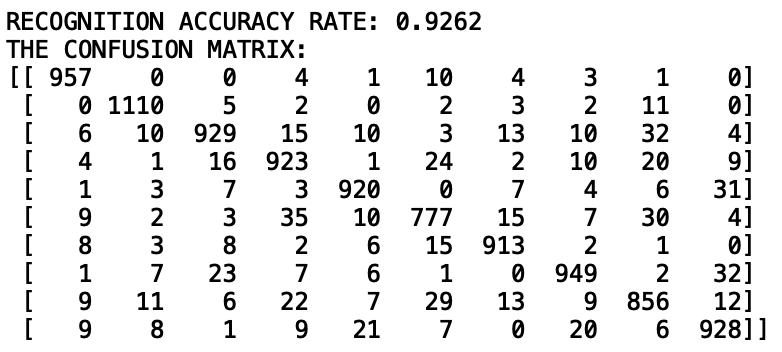 RECOGNITION ACCURACY RATE: 0.9262
THE CONFUSION MATRIX:
[[ 957    0    0    4    1   10    4    3    1    0]
 [   0 1110    5    2    0    2    3    2   11    0]
 [   6   10  929   15   10    3   13   10   32    4]
 [   4    1   16  923    1   24    2   10   20    9]
 [   1    3    7    3  920    0    7    4    6   31]
 [   9    2    3   35   10  777   15    7   30    4]
 [   8    3    8    2    6   15  913    2    1    0]
 [   1    7   23    7    6    1    0  949    2   32]
 [   9   11    6   22    7   29   13    9  856   12]
 [   9    8    1    9   21    7    0   20    6  928]]